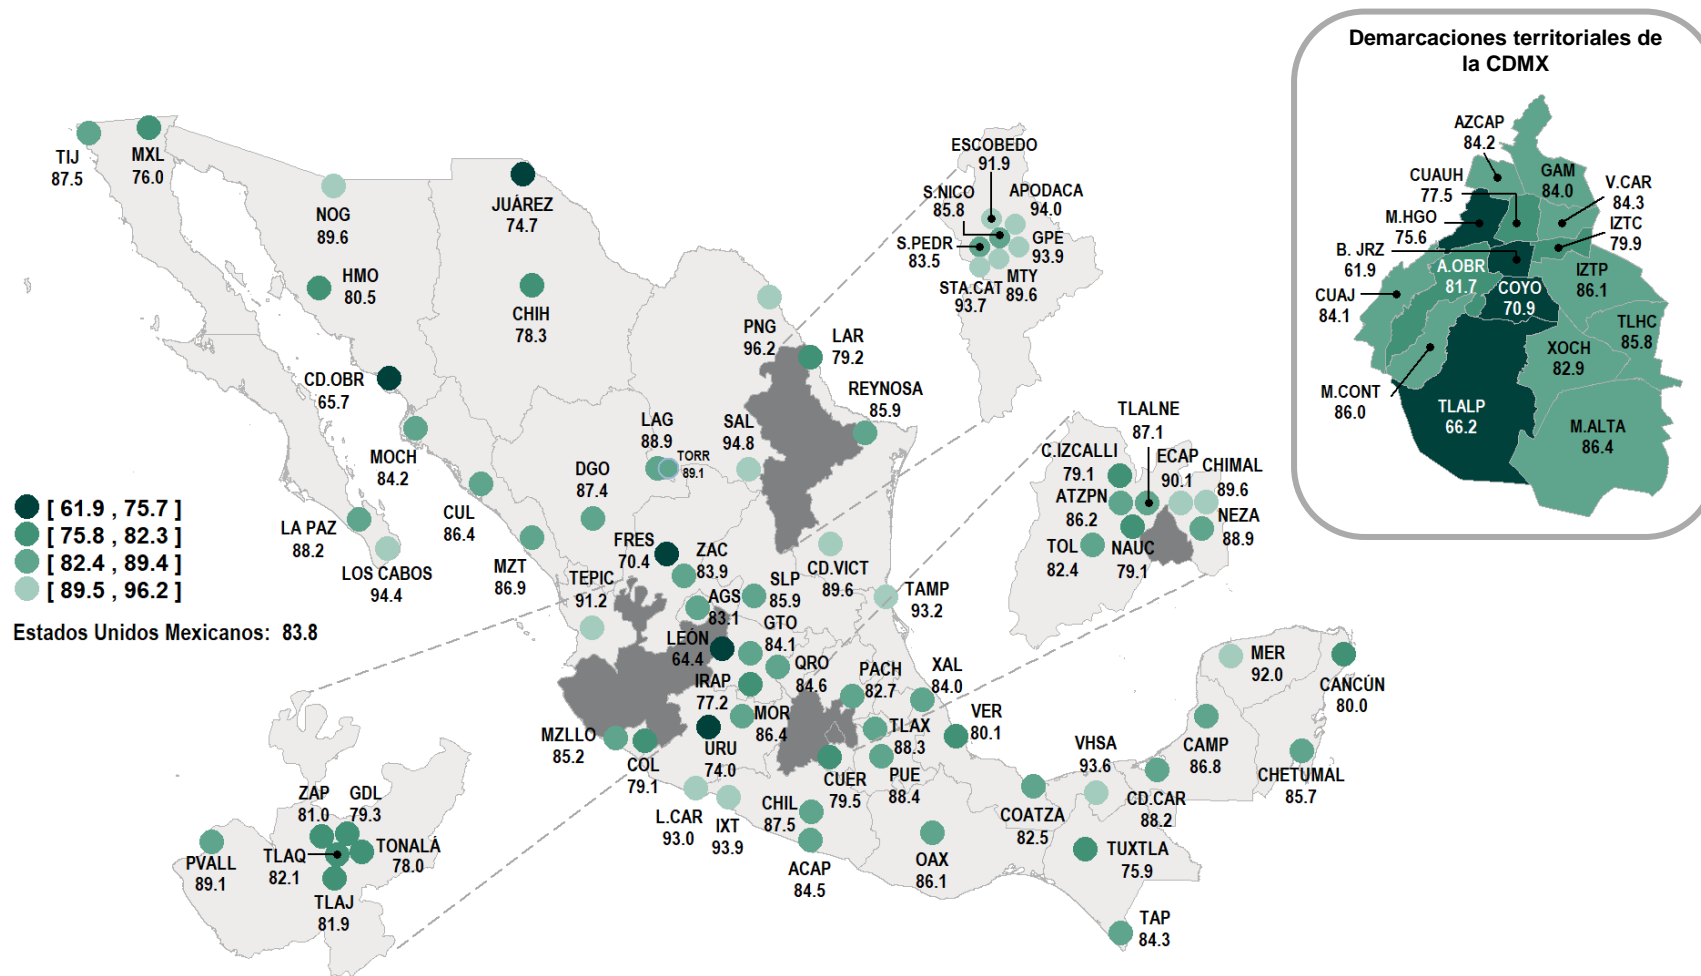 Demarcaciones territoriales de
la CDMX
AZCAP
84.2
CUAUH
77.5
GAM
84.0
V.CAR
84.3
M.HGO
75.6
IZTC
79.9
B. JRZ
61.9
A.OBR
81.7
IZTP
86.1
CUAJ
84.1
COYO
70.9
TLHC
85.8
XOCH
82.9
M.CONT
86.0
TLALP
66.2
M.ALTA
86.4
TIJ
87.5
MXL
76.0
NOG
89.6
JUÁREZ
74.7
HMO
80.5
CHIH
78.3
CD.OBR
65.7
MOCH
84.2
CUL
86.4
LA PAZ
88.2
LOS CABOS
94.4
MZT
86.9
DGO
87.4
LAG
88.9
TORR
89.1
SAL
94.8
PNG
96.2
LAR
79.2
REYNOSA
85.9
ESCOBEDO
91.9
S.NICO
85.8
APODACA
94.0
S.PEDR
83.5
GPE
93.9
MTY
89.6
STA.CAT
93.7
[ 61.9 , 75.7 ]
[ 75.8 , 82.3 ]
[ 82.4 , 89.4 ]
[ 89.5 , 96.2 ]
Estados Unidos Mexicanos: 83.8
FRES
70.4
ZAC
83.9
TEPIC
91.2
AGS
83.1
SLP
85.9
CD.VICT
89.6
TAMP
93.2
LEÓN
64.4
GTO
84.1
IRAP
77.2
QRO
84.6
PACH
82.7
XAL
84.0
VER
80.1
MOR
86.4
URU
74.0
TLAX
88.3
PUE
88.4
CUER
79.5
MZLLO
85.2
COL
79.1
L.CAR
93.0
IXT
93.9
CHIL
87.5
ACAP
84.5
OAX
86.1
COATZA
82.5
VHSA
93.6
CD.CAR
88.2
CAMP
86.8
MER
92.0
CANCÚN
80.0
CHETUMAL
85.7
TUXTLA
75.9
TAP
84.3
TLALNE
87.1
C.IZCALLI
79.1
ECAP
90.1
CHIMAL
89.6
ATZPN
86.2
NEZA
88.9
TOL
82.4
NAUC
79.1
ZAP
81.0
GDL
79.3
TONALÁ
78.0
PVALL
89.1
TLAQ
82.1
TLAJ
81.9